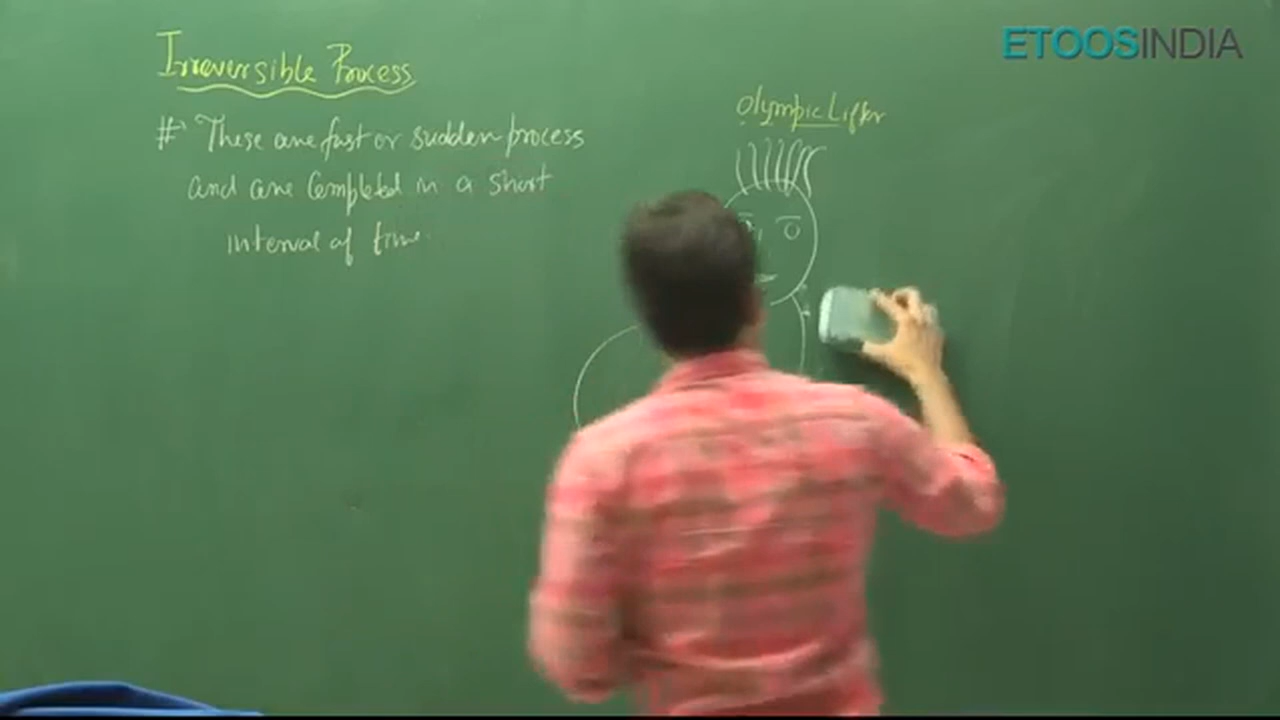 ETOOSINDIA
Irreversible Process
# These are fast or sudden process
and are Completed in a short
interval of time.
Olympic Lifter